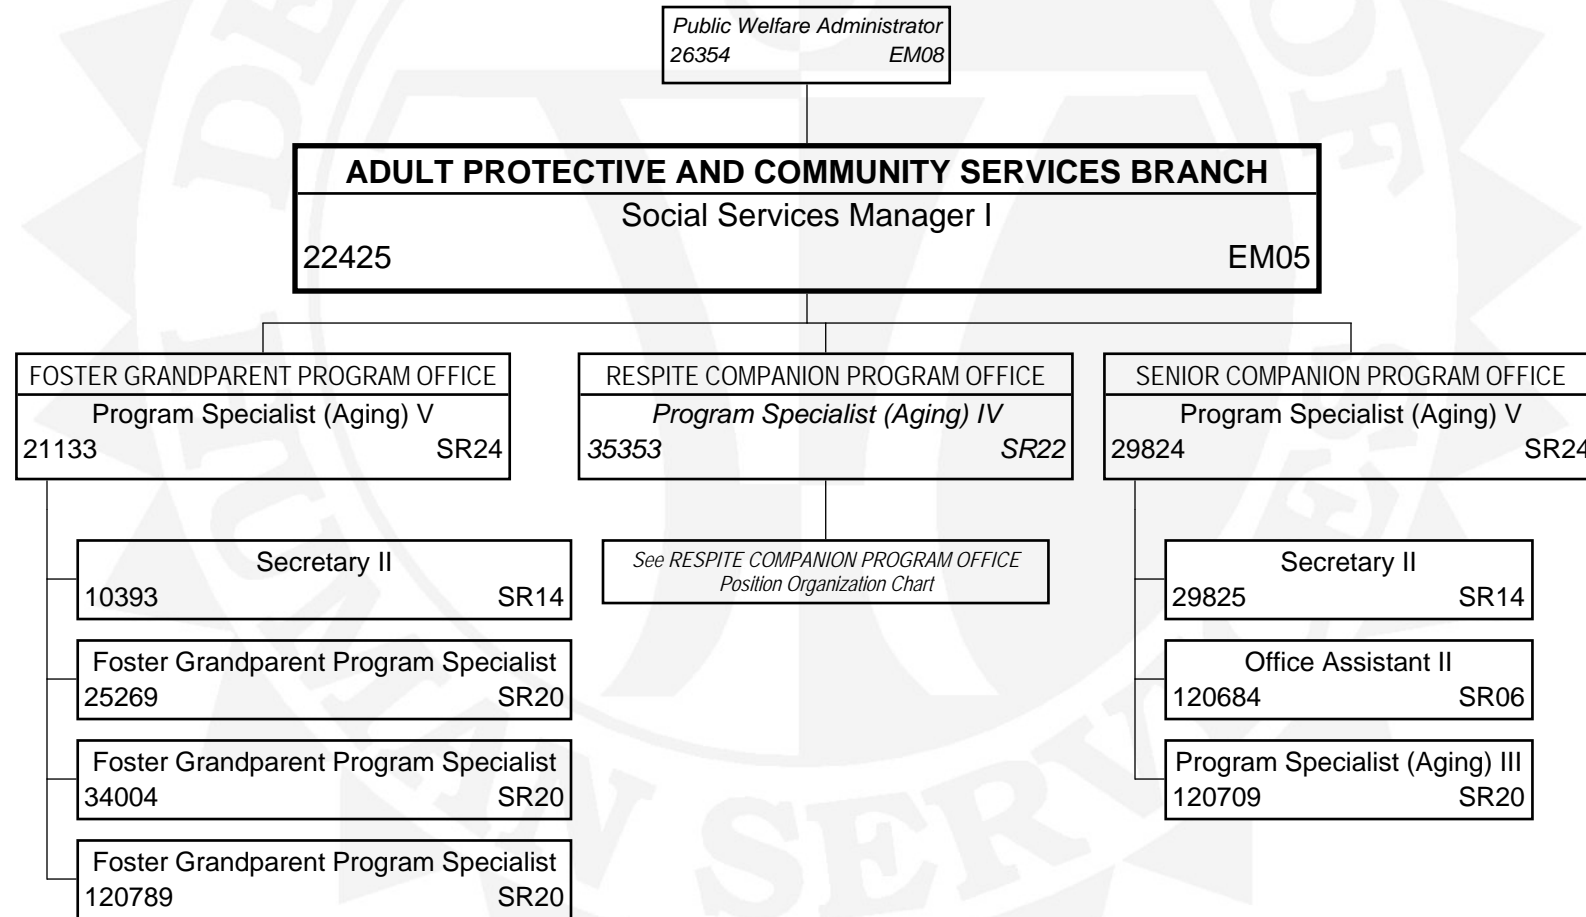 Public Welfare Administrator
26354 EM08
ADULT PROTECTIVE AND COMMUNITY SERVICES BRANCH
Social Services Manager I
22425 EM05
FOSTER GRANDPARENT PROGRAM OFFICE
Program Specialist (Aging) V
21133 SR24
Secretary II
10393 SR14
Foster Grandparent Program Specialist
25269 SR20
Foster Grandparent Program Specialist
34004 SR20
Foster Grandparent Program Specialist
120789 SR20
RESPITE COMPANION PROGRAM OFFICE
Program Specialist (Aging) IV
35353 SR22
See RESPITE COMPANION PROGRAM OFFICE
Position Organization Chart
SENIOR COMPANION PROGRAM OFFICE
Program Specialist (Aging) V
29824 SR24
Secretary II
29825 SR14
Office Assistant II
120684 SR06
Program Specialist (Aging) III
120709 SR20
OF
HUMAN SERVICES